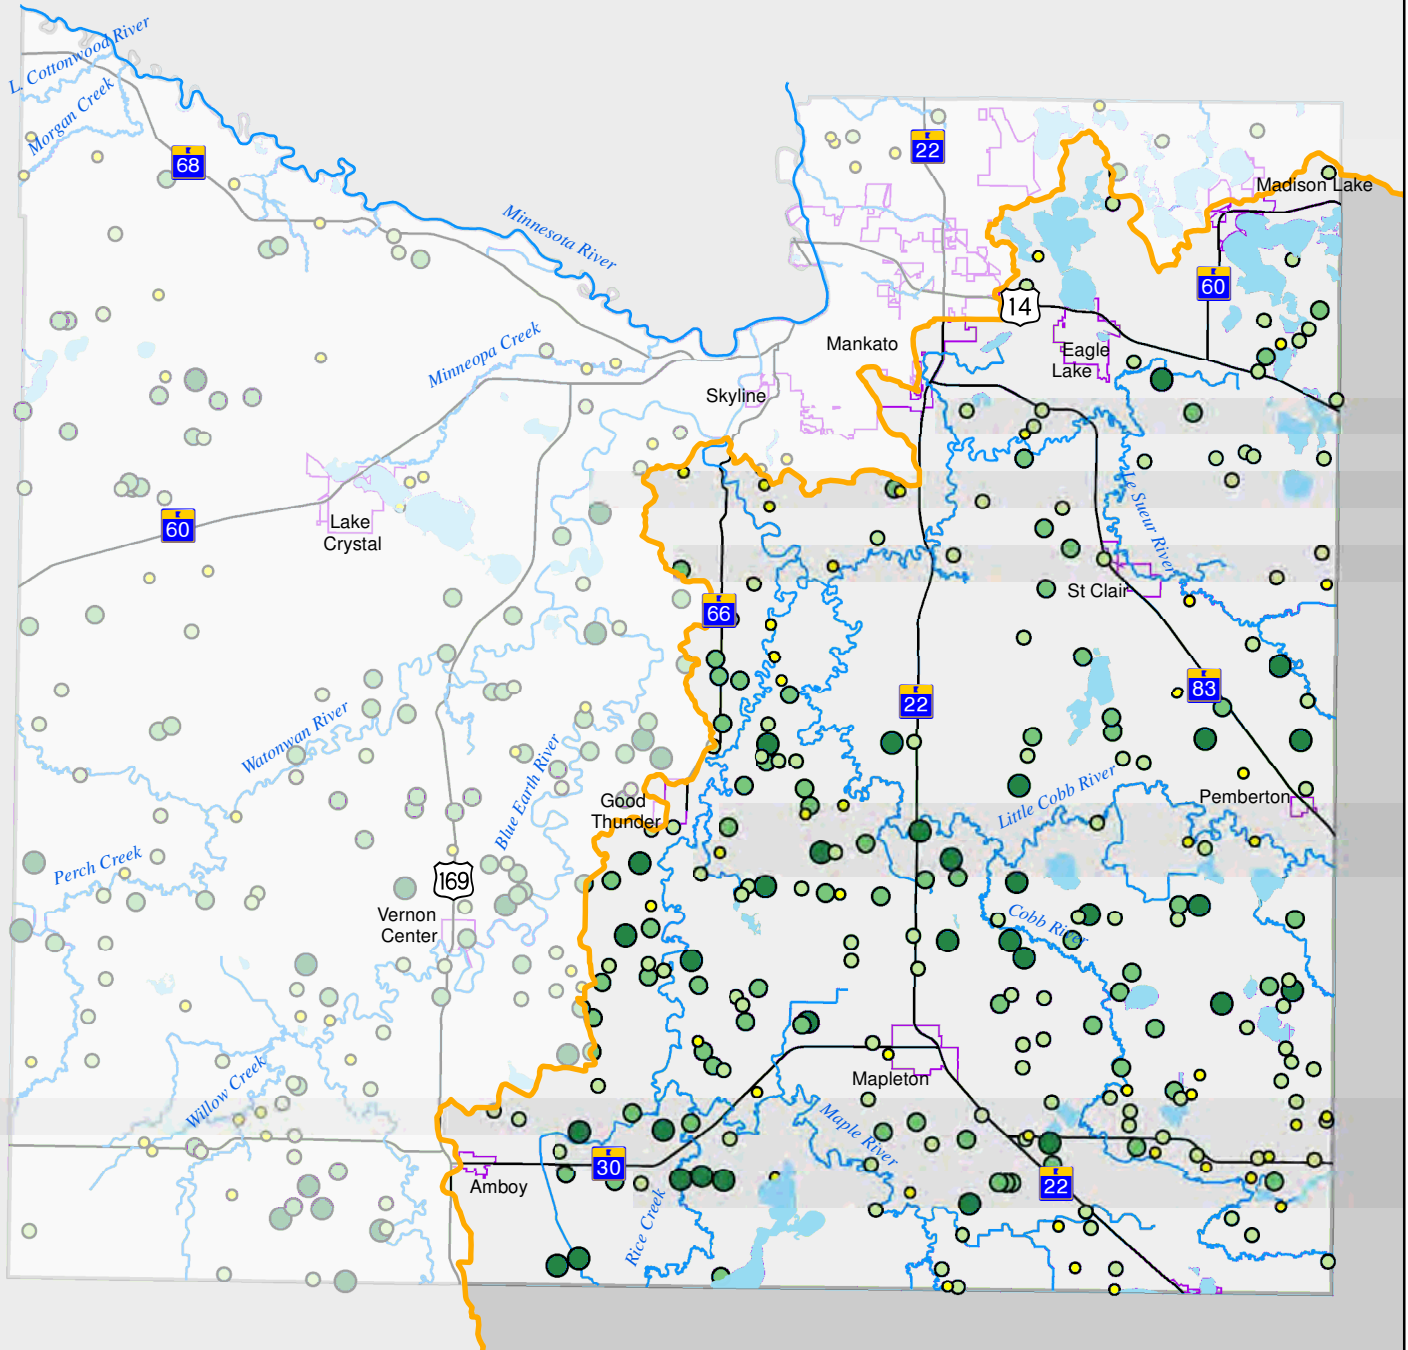 L. Cottonwood River
Morgan Creek
68
22
Madison Lake
Minnesota River
60
14
Minneopa Creek
Mankato
Eagle
Lake
Skyline
Le Sueur River
Lake
Crystal
60
St Clair
66
83
22
Watonwan River
Blue Earth River
Good
Thunder
Little Cobb River
Pemberton
Perch Creek
169
Vernon
Center
Cobb River
Willow Creek
Mapleton
Maple River
30
Amboy
22
Rice Creek